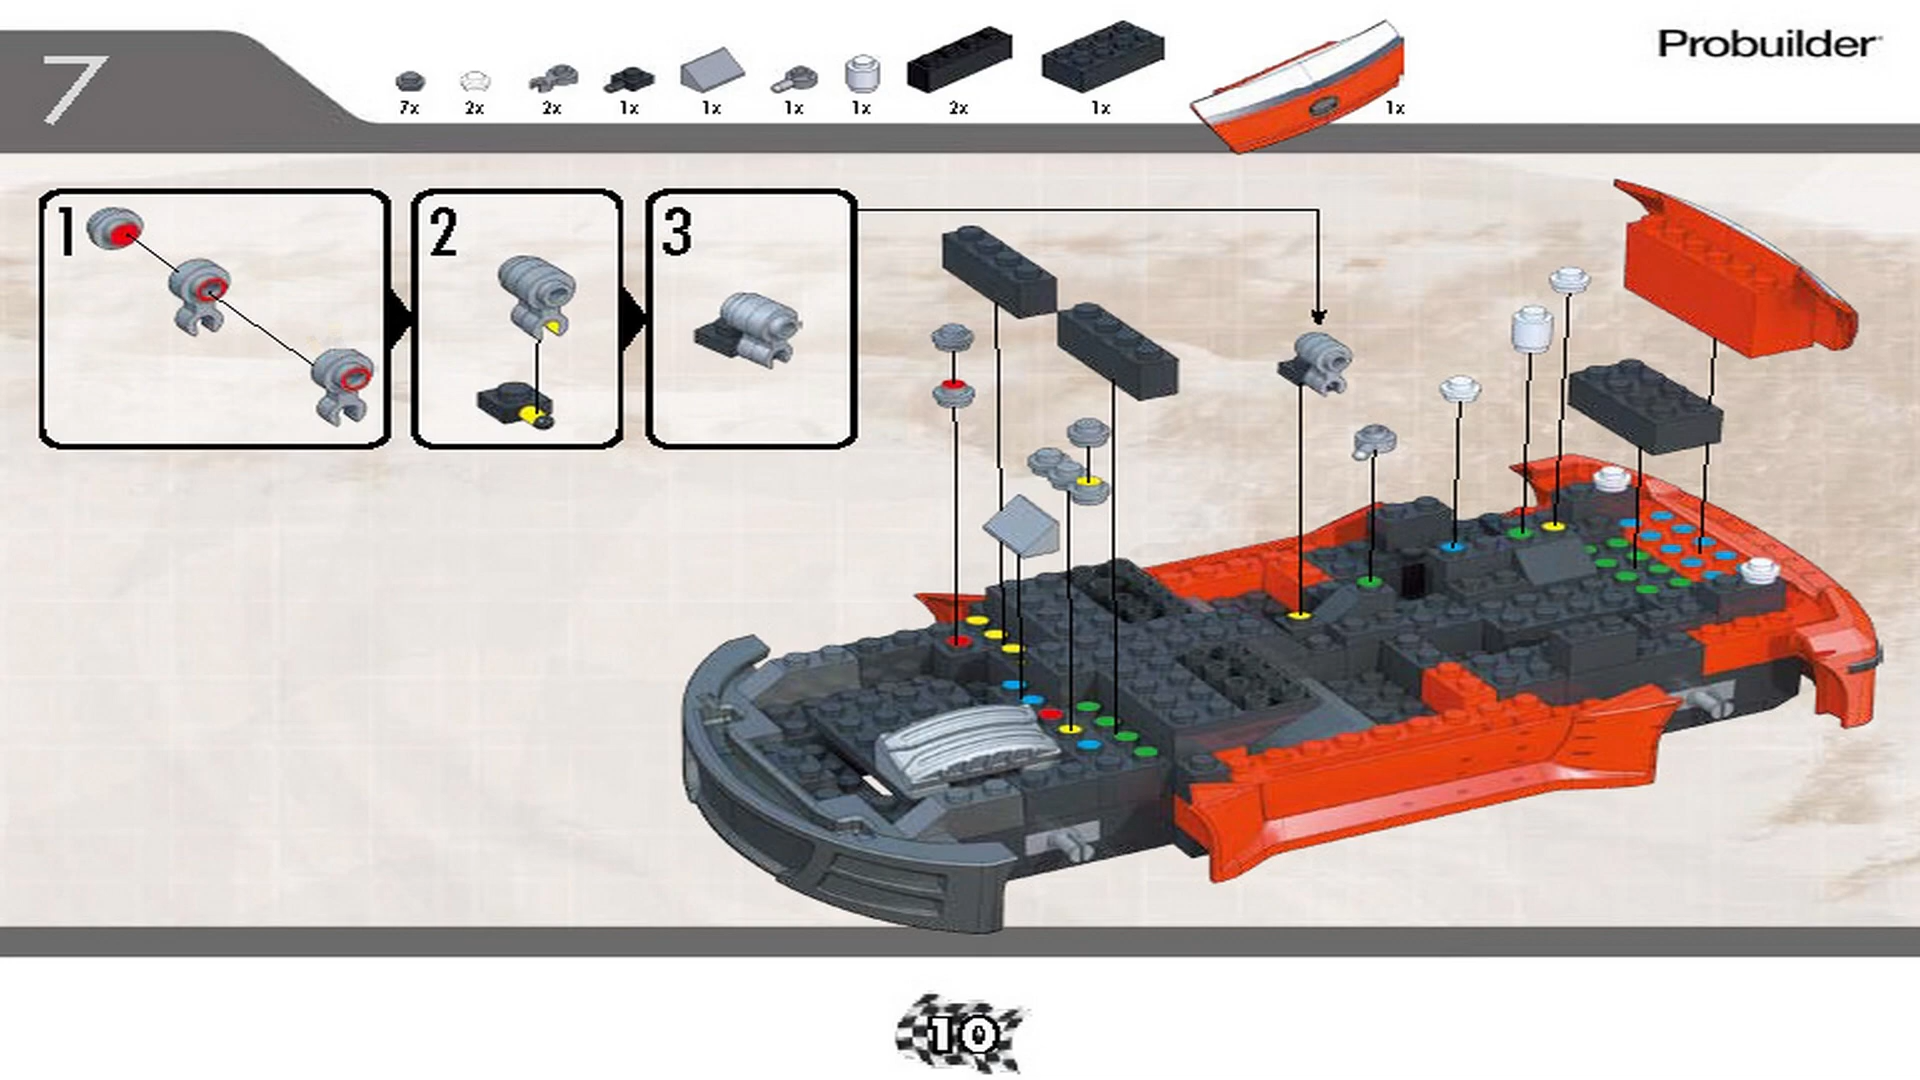 7
Probuilder
7x 2x 2x 1x 1x 1x 1x 2x 1x 1x
1 2 3
10